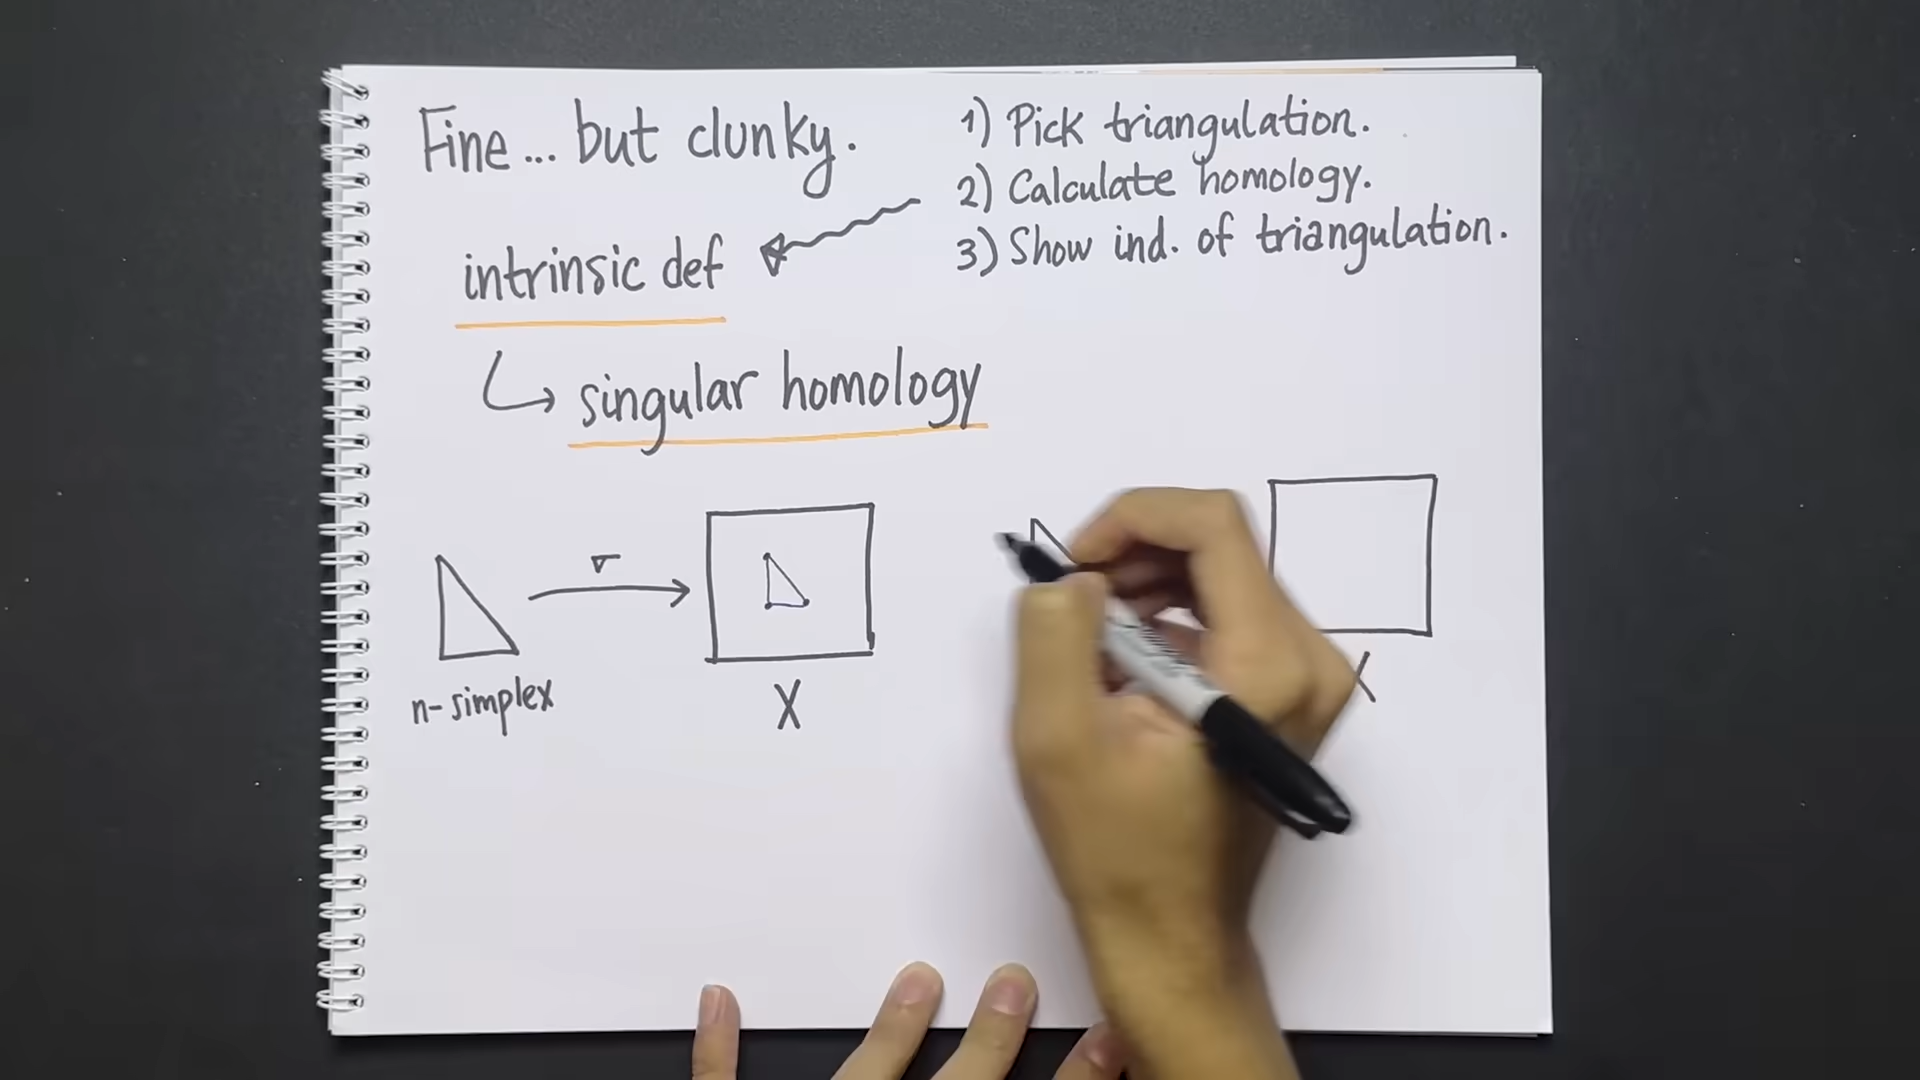 Fine... but clunky.
1) Pick triangulation.
2) Calculate homology.
3) Show ind. of triangulation.
intrinsic def
singular homology
σ
n-simplex
X
X